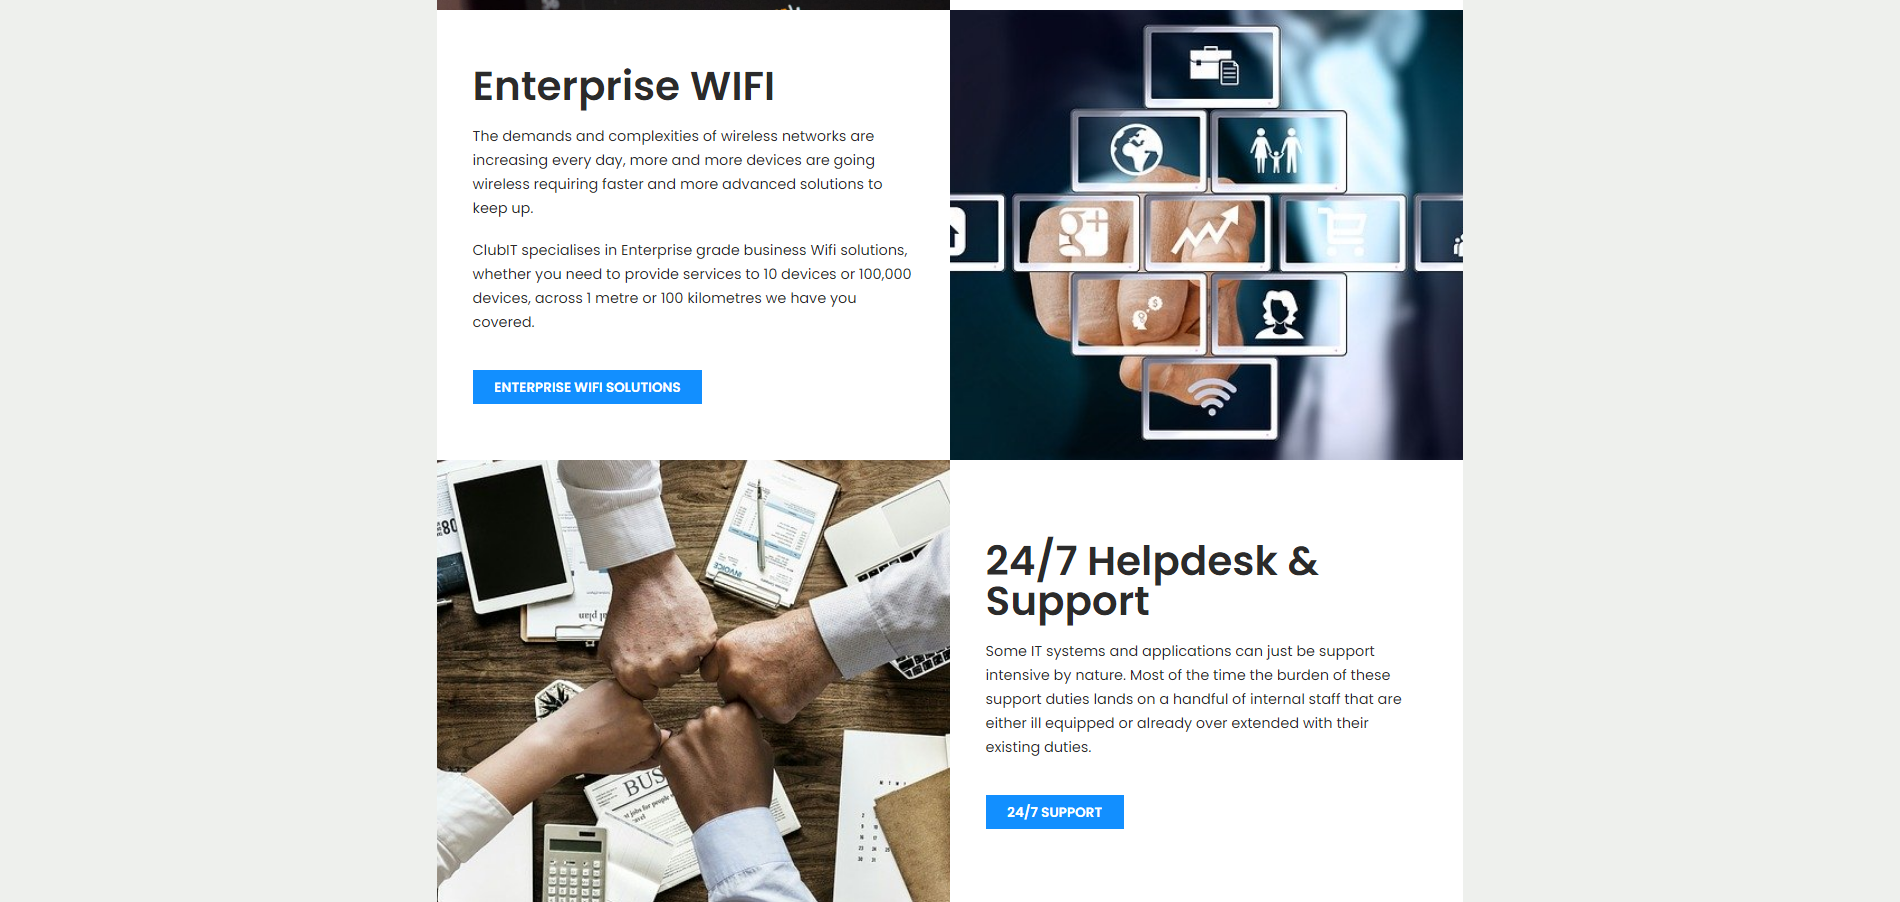 Enterprise WIFI
The demands and complexities of wireless networks are
increasing every day, more and more devices are going
wireless requiring faster and more advanced solutions to
keep up.
ClubIT specialises in Enterprise grade business Wifi solutions,
whether you need to provide services to 10 devices or 100,000
devices, across 1 metre or 100 kilometres we have you
covered.
ENTERPRISE WIFI SOLUTIONS
INVOICE
24/7 Helpdesk &
Support
Some IT systems and applications can just be support
intensive by nature. Most of the time the burden of these
support duties lands on a handful of internal staff that are
either ill equipped or already over extended with their
existing duties.
24/7 SUPPORT